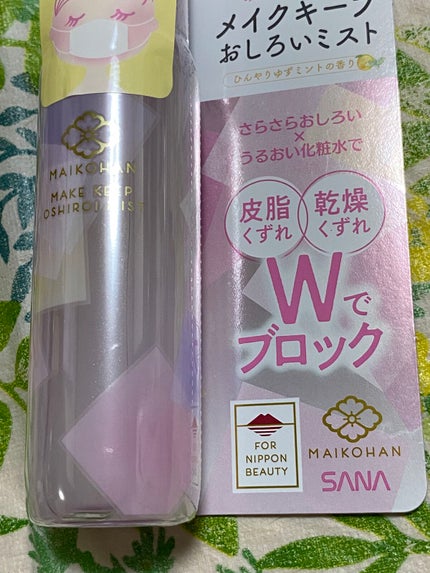 メイクキープ
おしろいミスト
ひんやりゆずミントの香り
さらさらおしろい
×
うるおい化粧水で
皮脂
くずれ
乾燥
くずれ
Wで
ブロック
FOR
NIPPON
BEAUTY
MAIKOHAN
SANA
MAIKOHAN
MAKE KEEP
OSHIROI MIST